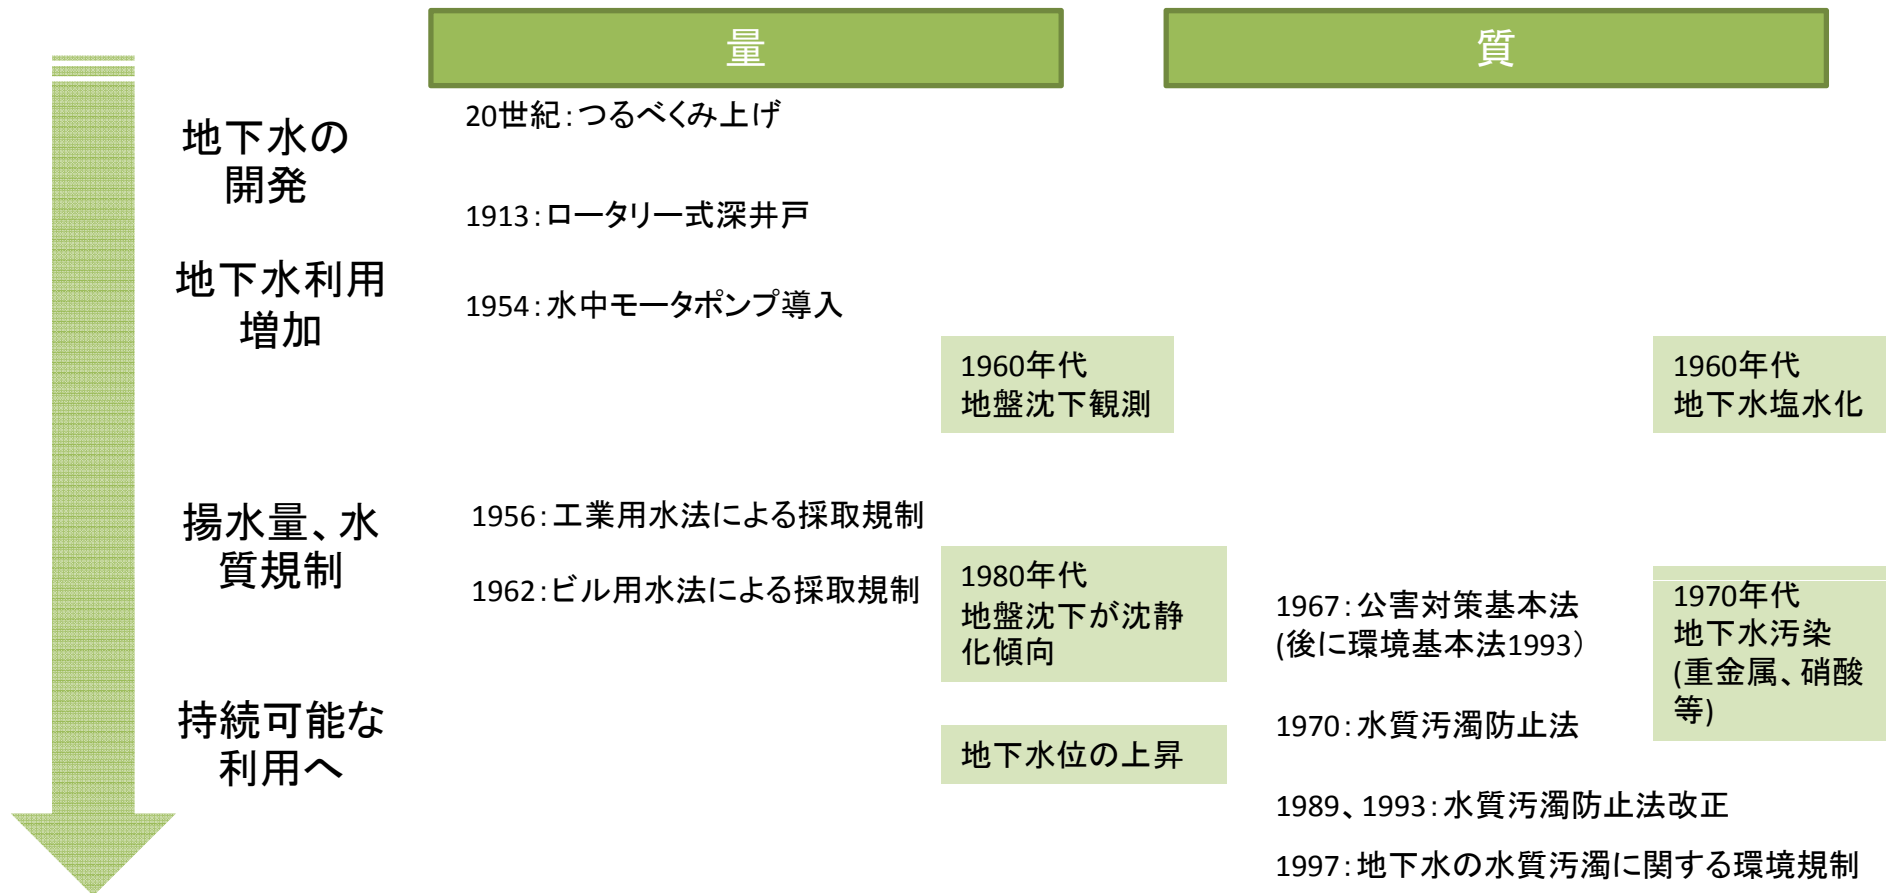 量
質
地下水の
開発
20世紀：つるべくみ上げ
1913：ロータリー式深井戸
地下水利用
増加
1954：水中モータポンプ導入
1960年代
地盤沈下観測
1960年代
地下水塩水化
揚水量、水
質規制
1956：工業用水法による採取規制
1962：ビル用水法による採取規制
1980年代
地盤沈下が沈静
化傾向
1967：公害対策基本法
(後に環境基本法1993）
1970年代
地下水汚染
(重金属、硝酸
等)
持続可能な
利用へ
地下水位の上昇
1970：水質汚濁防止法
1989、1993：水質汚濁防止法改正
1997：地下水の水質汚濁に関する環境規制